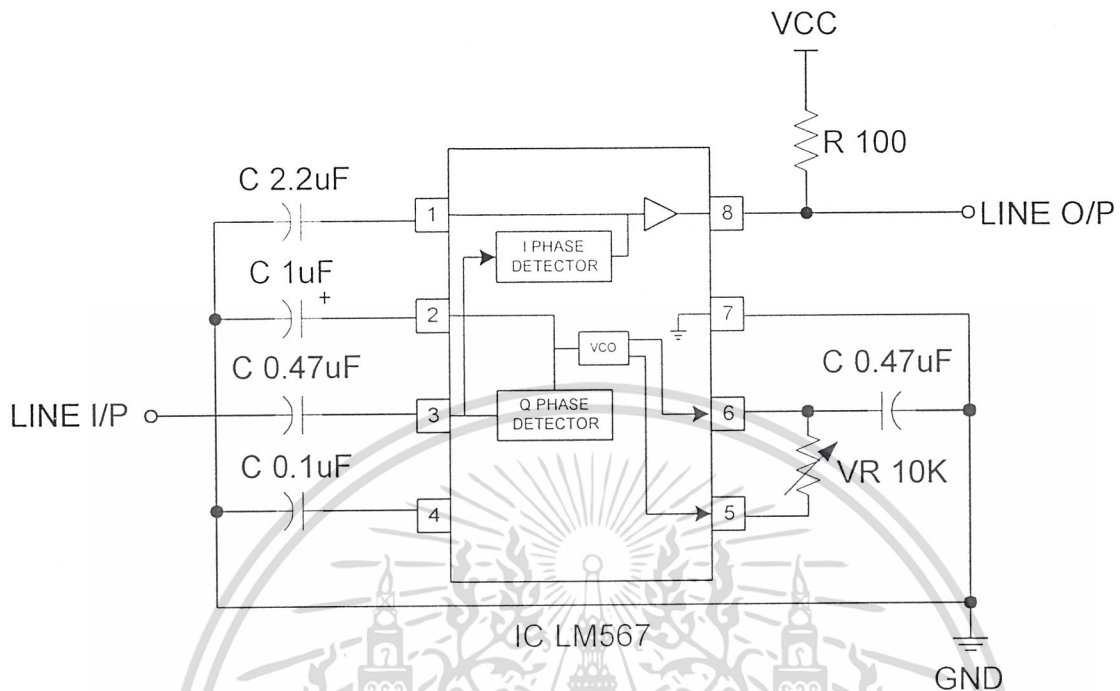 VCC
R 100
C 2.2uF
1
8
LINE O/P
I PHASE
DETECTOR
C 1uF
+
2
7
VCO
C 0.47uF
C 0.47uF
LINE I/P
3
Q PHASE
DETECTOR
6
VR 10K
C 0.1uF
4
5
IC LM567
GND